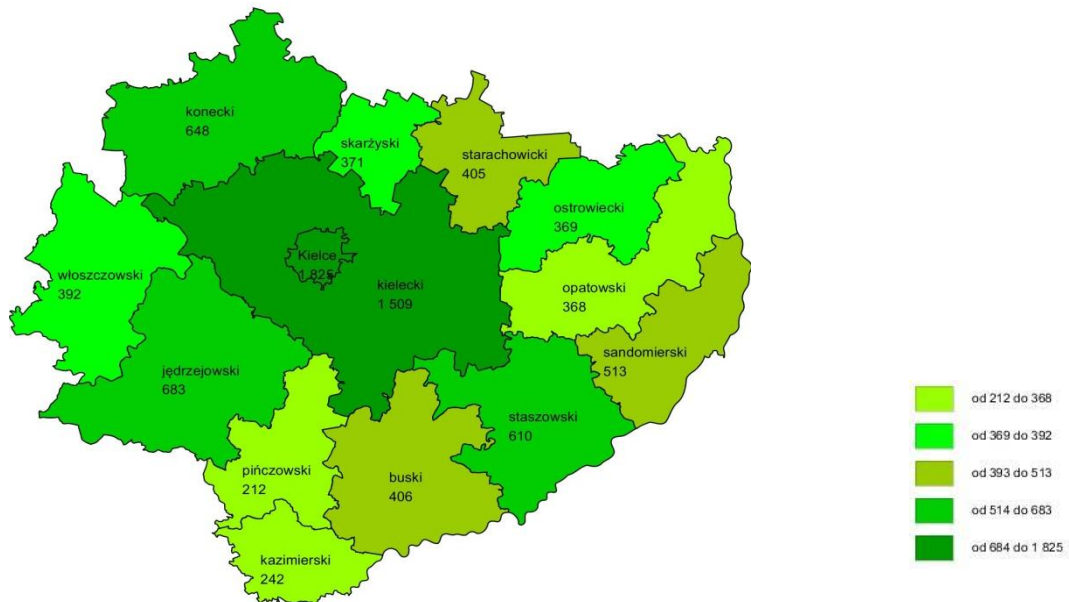 konecki
648
skarżyski
371
starachowicki
405
ostrowiecki
369
Kielce
1 825
kielecki
1 509
włoszczowski
392
opatowski
368
sandomierski
513
jędrzejowski
683
staszowski
610
pińczowski
212
buski
406
kazimierski
242
od 212 do 368
od 369 do 392
od 393 do 513
od 514 do 683
od 684 do 1 825